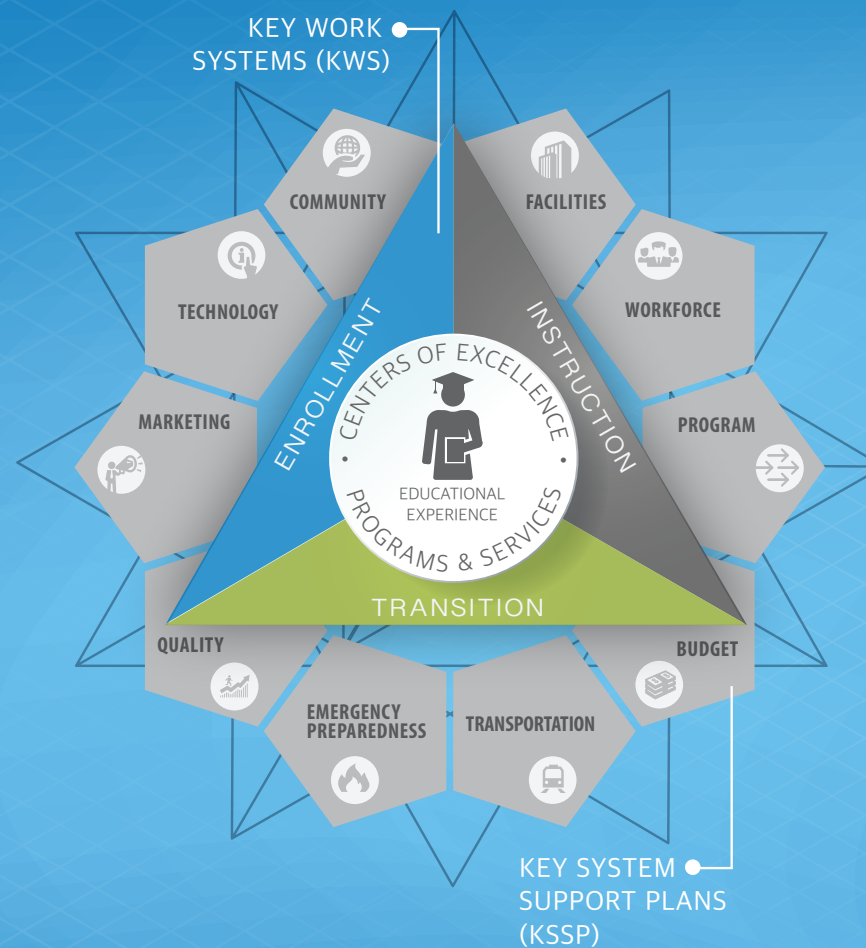 KEY WORK
SYSTEMS (KWS)
COMMUNITY
FACILITIES
TECHNOLOGY
WORKFORCE
MARKETING
PROGRAM
ENROLLMENT
INSTRUCTION
CENTERS OF EXCELLENCE
EDUCATIONAL
EXPERIENCE
PROGRAMS & SERVICES
TRANSITION
QUALITY
BUDGET
EMERGENCY
PREPAREDNESS
TRANSPORTATION
KEY SYSTEM
SUPPORT PLANS
(KSSP)